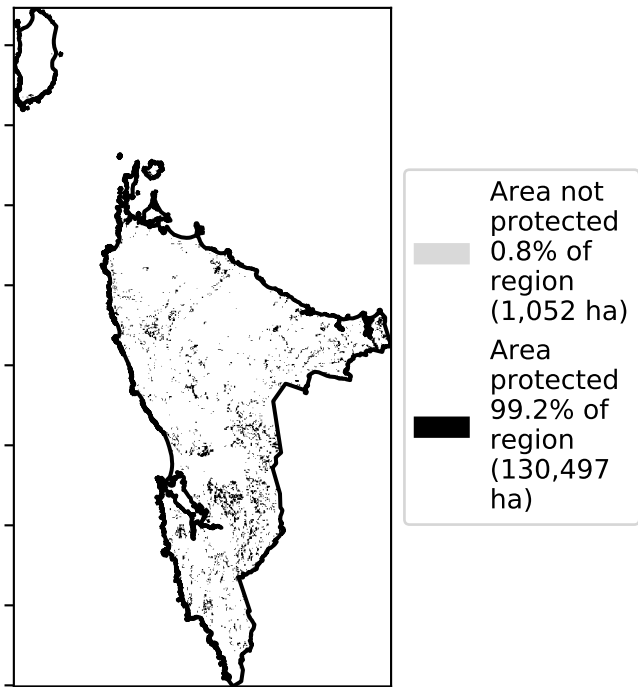 Area not
protected
0.8% of
region
(1,052 ha)
Area
protected
99.2% of
region
(130,497
ha)